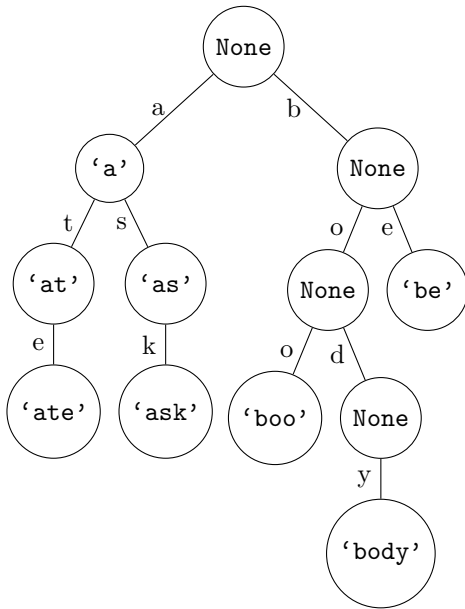 None
a b
‘a’ None
t s o e
‘at’ ‘as’ None ‘be’
e k o d
‘ate’ ‘ask’ ‘boo’ None
y
‘body’